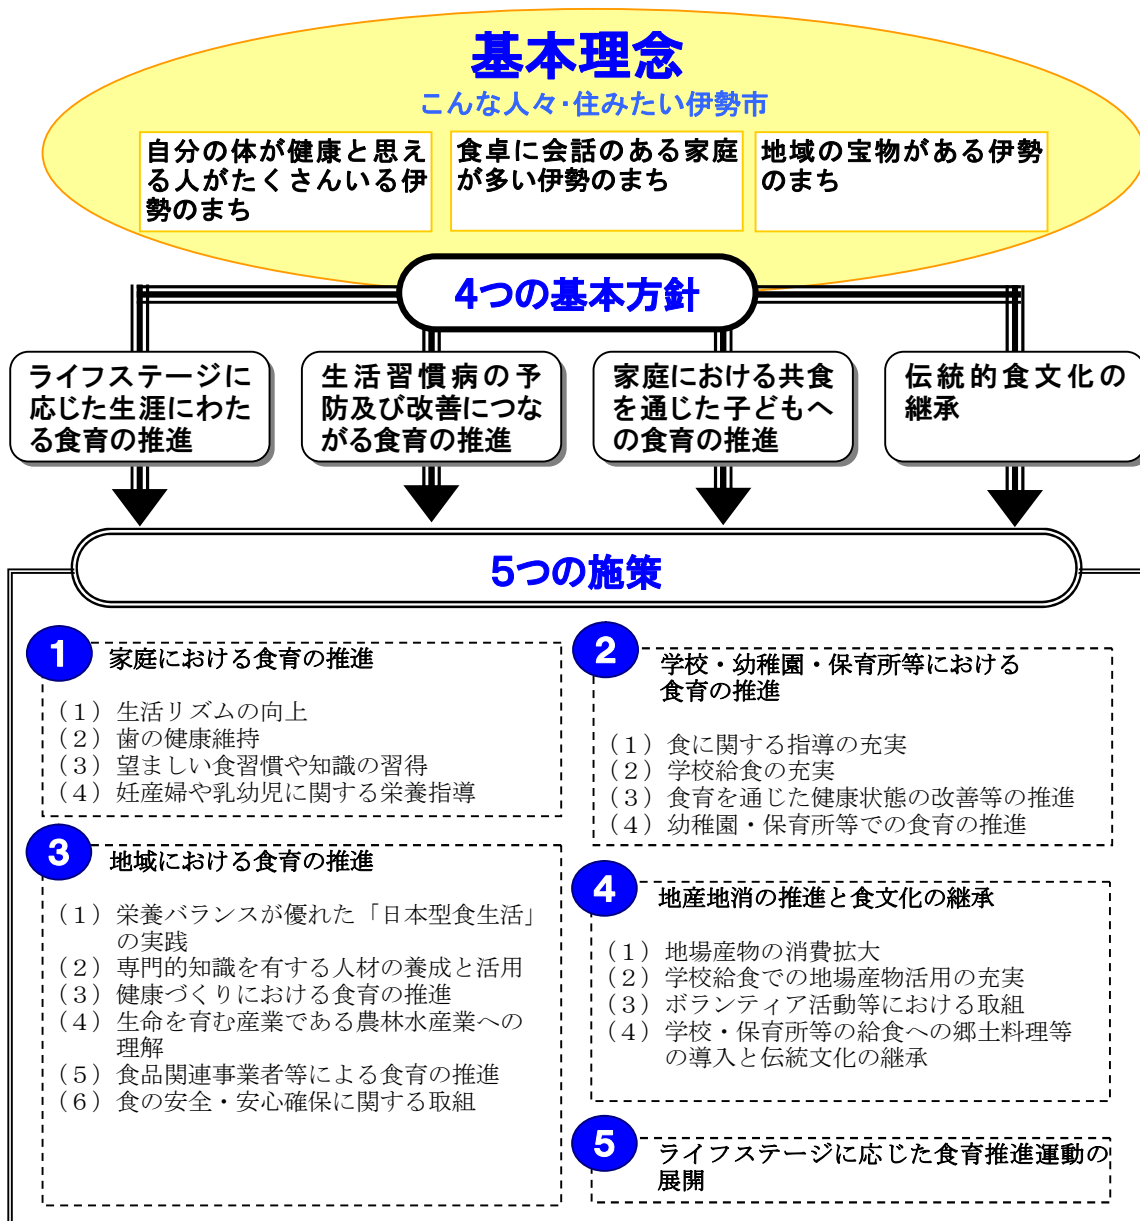 基本理念
こんな人々・住みたい伊勢市
自分の体が健康と思え
る人がたくさんいる伊
勢のまち
食卓に会話のある家庭
が多い伊勢のまち
地域の宝物がある伊勢
のまち
4つの基本方針
ライフステージに
応じた生涯にわた
る食育の推進
生活習慣病の予
防及び改善につな
がる食育の推進
家庭における共食
を通じた子どもへ
の食育の推進
伝統的食文化の
継承
5つの施策
1
家庭における食育の推進
（1）生活リズムの向上
（2）歯の健康維持
（3）望ましい食習慣や知識の習得
（4）妊産婦や乳幼児に関する栄養指導
2
学校・幼稚園・保育所等における
食育の推進
（1）食に関する指導の充実
（2）学校給食の充実
（3）食育を通じた健康状態の改善等の推進
（4）幼稚園・保育所等での食育の推進
3
地域における食育の推進
（1）栄養バランスが優れた「日本型食生活」
の実践
（2）専門的知識を有する人材の養成と活用
（3）健康づくりにおける食育の推進
（4）生命を育む産業である農林水産業への
理解
（5）食品関連事業者等による食育の推進
（6）食の安全・安心確保に関する取組
4
地産地消の推進と食文化の継承
（1）地場産物の消費拡大
（2）学校給食での地場産物活用の充実
（3）ボランティア活動等における取組
（4）学校・保育所等の給食への郷土料理等
の導入と伝統文化の継承
5
ライフステージに応じた食育推進運動の
展開